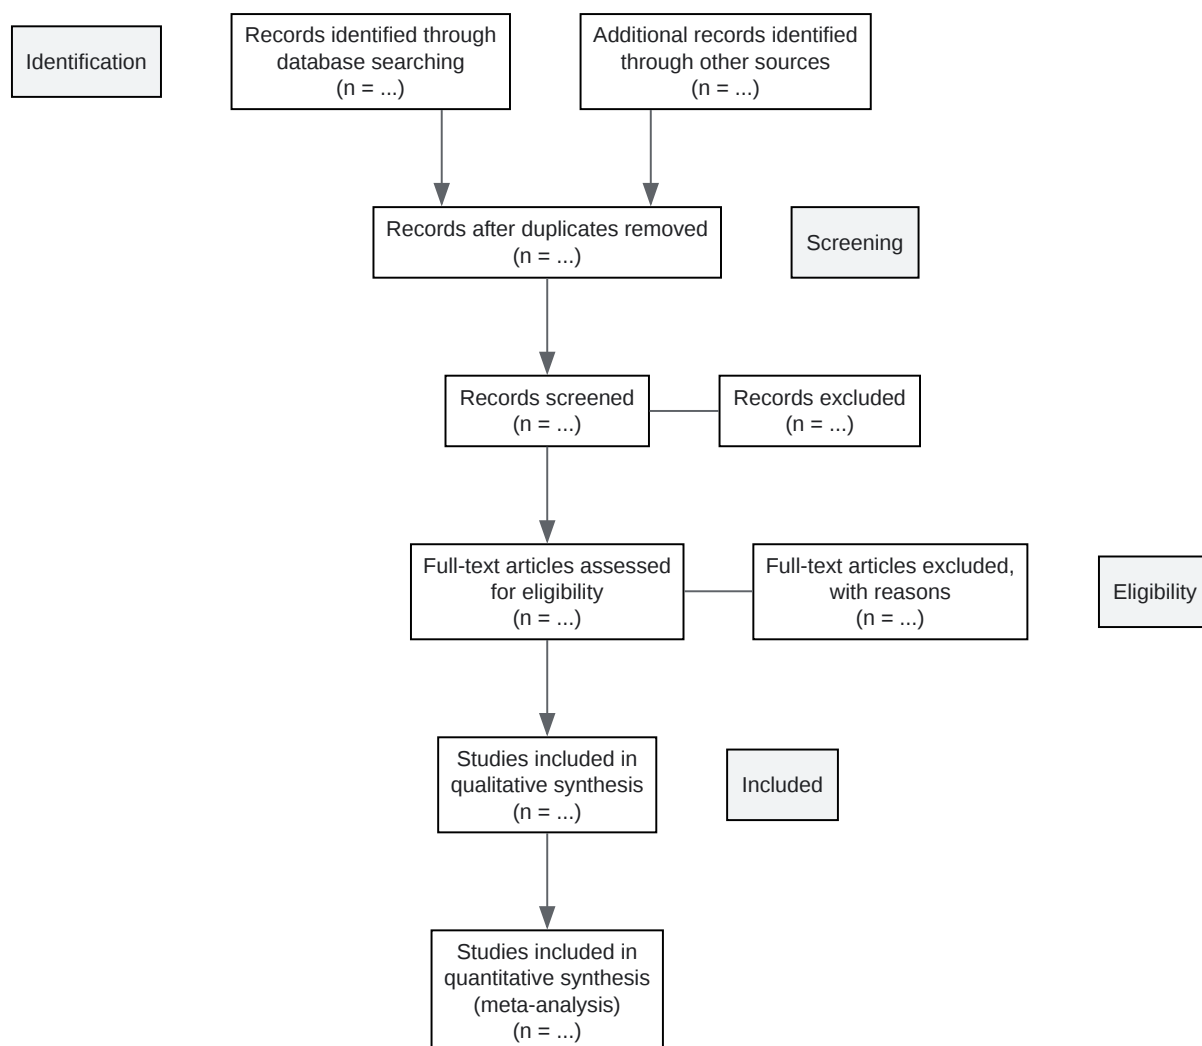 Identification
Records identified through
database searching
(n = ...)
Additional records identified
through other sources
(n = ...)
Records after duplicates removed
(n = ...)
Screening
Records screened
(n = ...)
Records excluded
(n = ...)
Full-text articles assessed
for eligibility
(n = ...)
Full-text articles excluded,
with reasons
(n = ...)
Eligibility
Studies included in
qualitative synthesis
(n = ...)
Included
Studies included in
quantitative synthesis
(meta-analysis)
(n = ...)